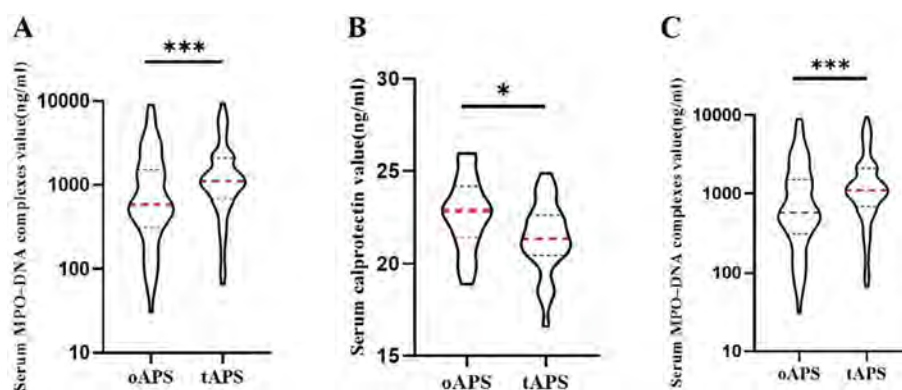 A
***
Serum MPO-DNA complexes value(ng/ml)
10000
1000
100
10
oAPS tAPS
B
*
Serum calprotectin value(ng/ml)
30
25
20
15
oAPS tAPS
C
***
Serum MPO-DNA complexes value(ng/ml)
10000
1000
100
10
oAPS tAPS